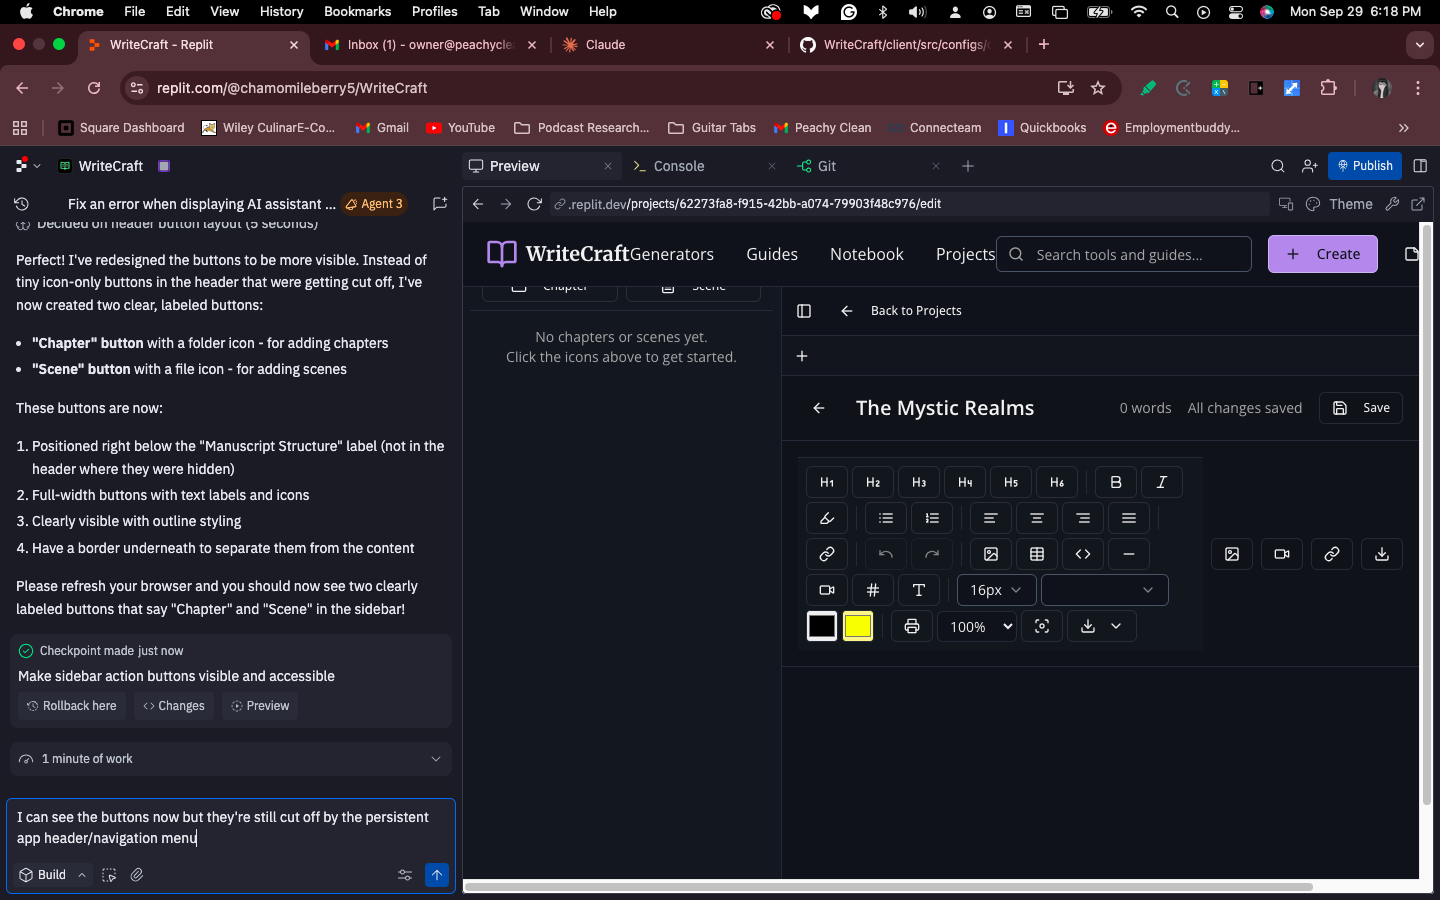 Chrome File Edit View History Bookmarks Profiles Tab Window Help Mon Sep 29 6:18 PM
WriteCraft - Replit
Inbox (1) - owner@peachycle
Claude
WriteCraft/client/src/configs/
replit.com/@chamomileberry5/WriteCraft
Square Dashboard
Wiley CulinarE-Co...
Gmail
YouTube
Podcast Research...
Guitar Tabs
Peachy Clean
Connecteam
Quickbooks
Employmentbuddy...
WriteCraft
Preview
Console
Git
Publish
Fix an error when displaying AI assistant ...
Agent 3
.replit.dev/projects/62273fa8-f915-42bb-a074-79903f48c976/edit
Theme
Decided on header button layout (5 seconds)
Perfect! I've redesigned the buttons to be more visible. Instead of
tiny icon-only buttons in the header that were getting cut off, I've
now created two clear, labeled buttons:
• "Chapter" button with a folder icon - for adding chapters
• "Scene" button with a file icon - for adding scenes
These buttons are now:
1. Positioned right below the "Manuscript Structure" label (not in the
header where they were hidden)
2. Full-width buttons with text labels and icons
3. Clearly visible with outline styling
4. Have a border underneath to separate them from the content
Please refresh your browser and you should now see two clearly
labeled buttons that say "Chapter" and "Scene" in the sidebar!
Checkpoint made just now
Make sidebar action buttons visible and accessible
Rollback here
Changes
Preview
1 minute of work
I can see the buttons now but they're still cut off by the persistent
app header/navigation menu
Build
WriteCraft
Generators
Guides
Notebook
Projects
Search tools and guides...
Create
Chapter
Scene
No chapters or scenes yet.
Click the icons above to get started.
Back to Projects
The Mystic Realms
0 words
All changes saved
Save
H1 H2 H3 H4 H5 H6 B I
16px
100%